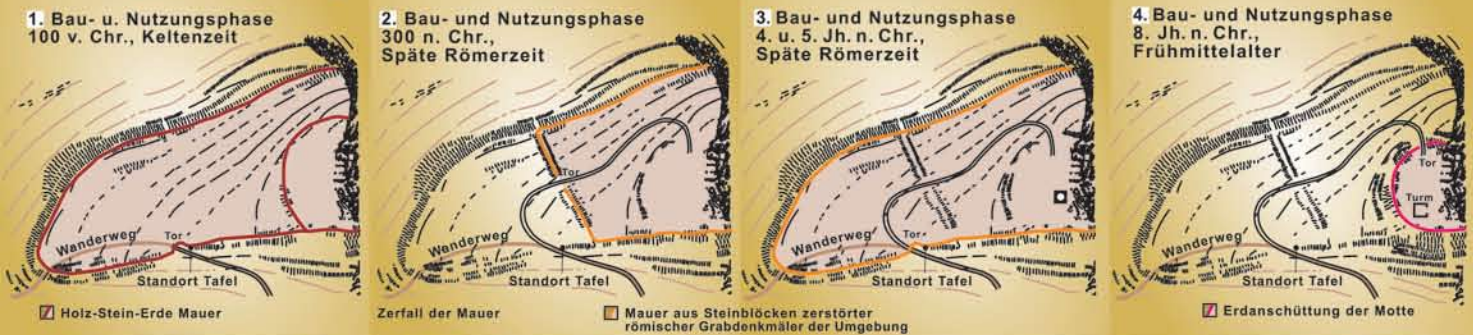 1. Bau- u. Nutzungsphase
100 v. Chr., Keltenzeit
Wanderweg
Tor
Standort Tafel
Holz-Stein-Erde Mauer
2. Bau- und Nutzungsphase
300 n. Chr.,
Späte Römerzeit
Tor
Wanderweg
Standort Tafel
Zerfall der Mauer
Mauer aus Steinblöcken zerstörter
römischer Grabdenkmäler der Umgebung
3. Bau- und Nutzungsphase
4. u. 5. Jh. n. Chr.,
Späte Römerzeit
Wanderweg
Tor
Standort Tafel
4. Bau- und Nutzungsphase
8. Jh. n. Chr.,
Frühmittelalter
Tor
Turm
Wanderweg
Standort Tafel
Erdanschüttung der Motte